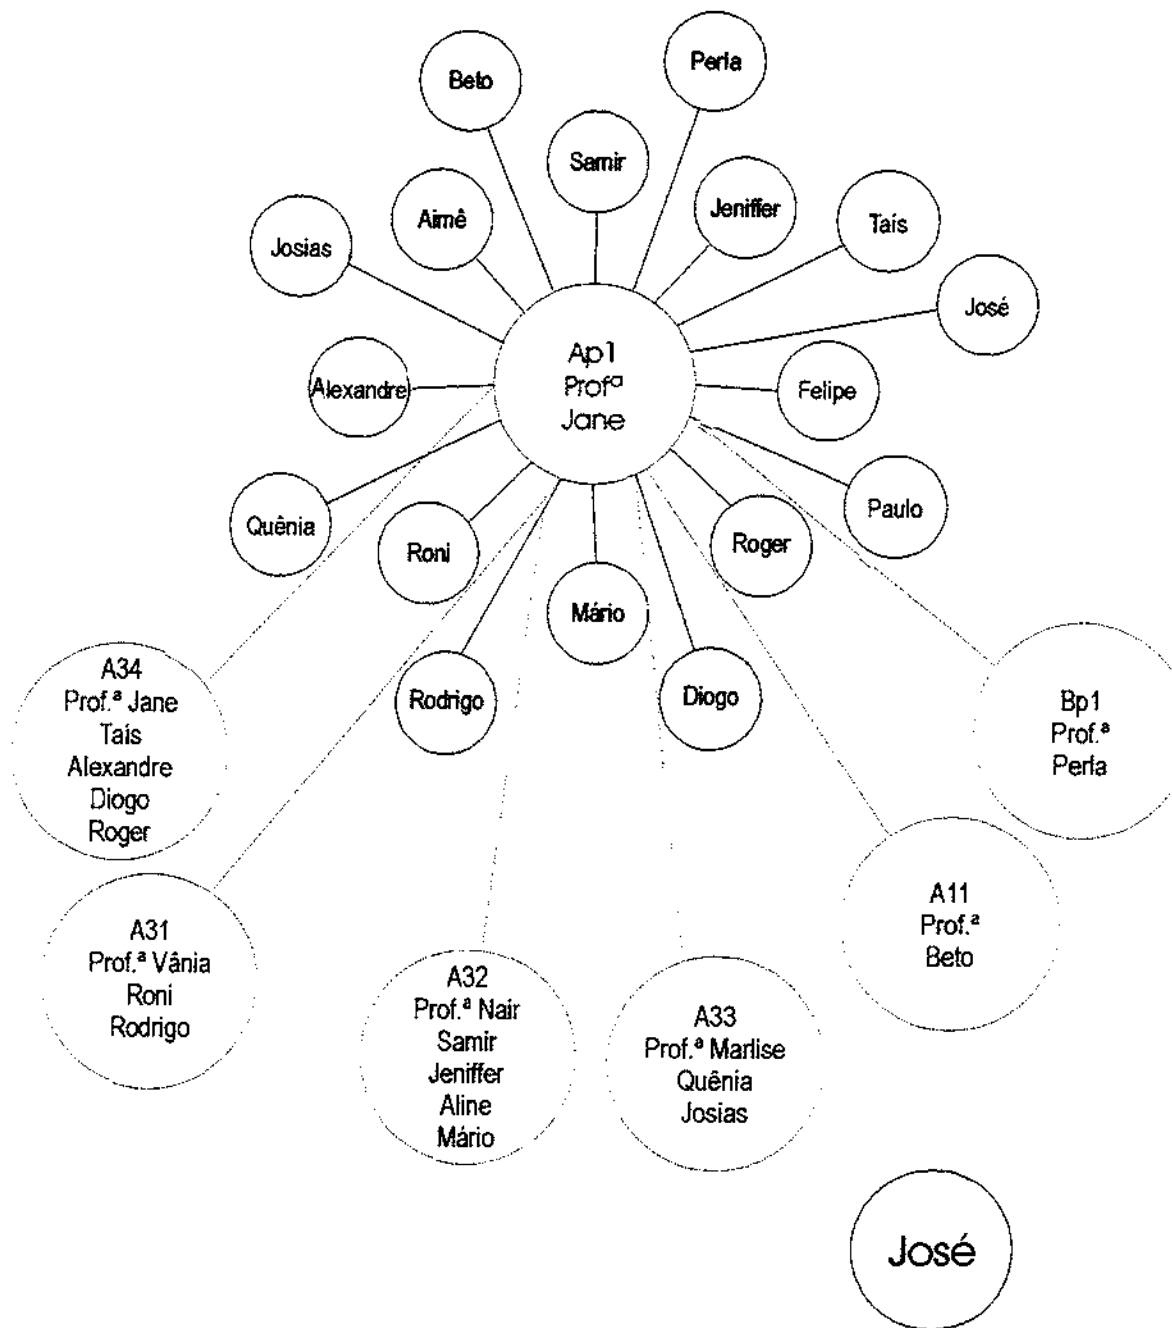 Beto
Perla
Samir
Jeniffer
Aimê
Taís
Josias
José
Ap1
Profª
Jane
Alexandre
Felipe
Quênia
Roni
Roger
Paulo
Mário
Rodrigo
Diogo
A34
Prof.ª Jane
Taís
Alexandre
Diogo
Roger
Bp1
Prof.ª
Perla
A31
Prof.ª Vânia
Roni
Rodrigo
A32
Prof.ª Nair
Samir
Jeniffer
Aline
Mário
A33
Prof.ª Marlise
Quênia
Josias
A11
Prof.ª
Beto
José